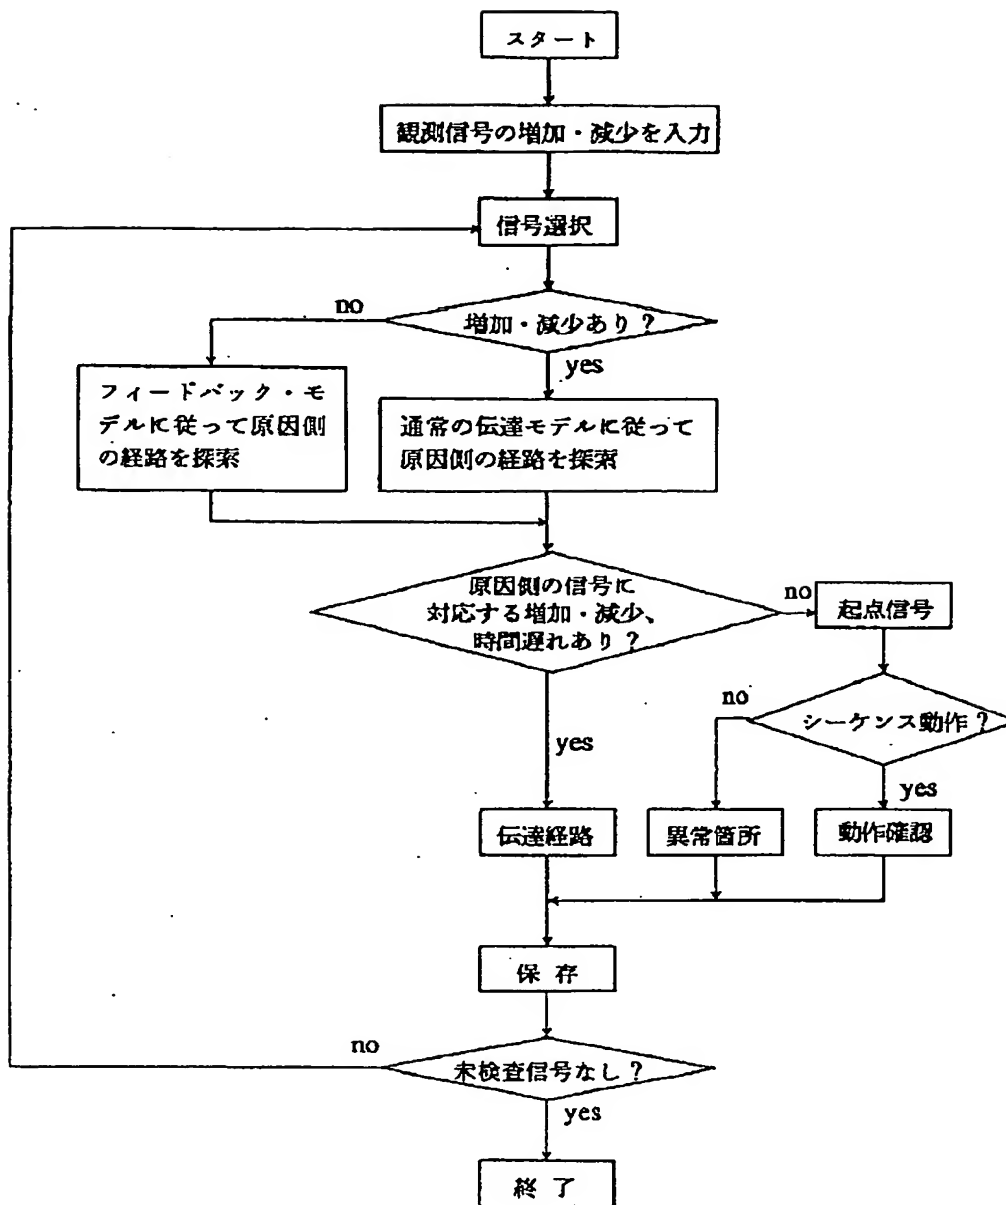 スタート
観測信号の増加・減少を入力
信号選択
no
増加・減少あり？
yes
フィードバック・モ
デルに従って原因側
の経路を探索
通常の伝達モデルに従って
原因側の経路を探索
原因側の信号に
対応する増加・減少、
時間遅れあり？
no
起点信号
no
シーケンス動作？
yes
yes
伝達経路
異常箇所
動作確認
保存
no
未検査信号なし？
yes
終了